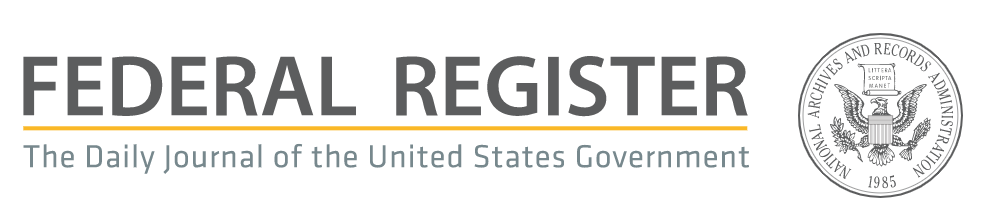 FEDERAL REGISTER
The Daily Journal of the United States Government
NATIONAL ARCHIVES AND RECORDS ADMINISTRATION
LITTERA
SCRIPTA
MANET
1985